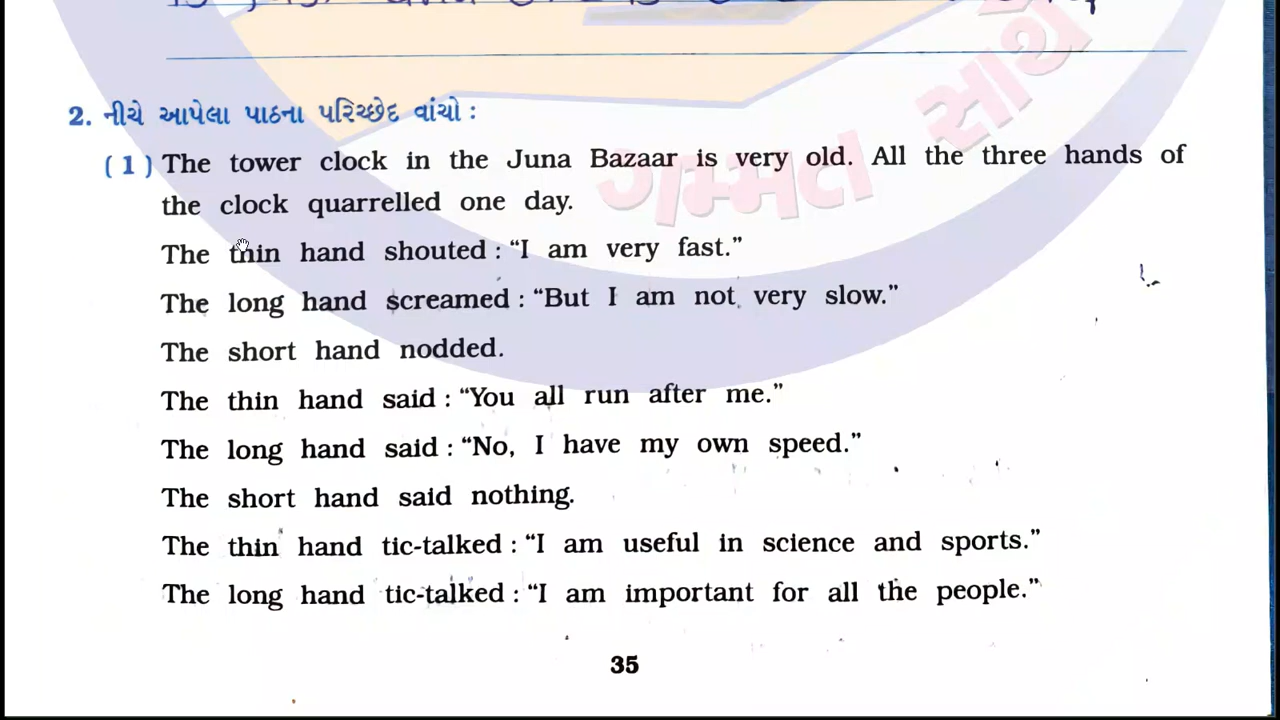 2. નીચે આપેલા પાઠના પરિચ્છેદ વાંચો :
(1) The tower clock in the Juna Bazaar is very old. All the three hands of
the clock quarrelled one day.
The thin hand shouted : “I am very fast.”
The long hand screamed : “But I am not very slow.”
The short hand nodded.
The thin hand said : “You all run after me.”
The long hand said : “No, I have my own speed.”
The short hand said nothing.
The thin hand tic-talked : “I am useful in science and sports.”
The long hand tic-talked : “I am important for all the people.”
35
ગમ્મત સાથે